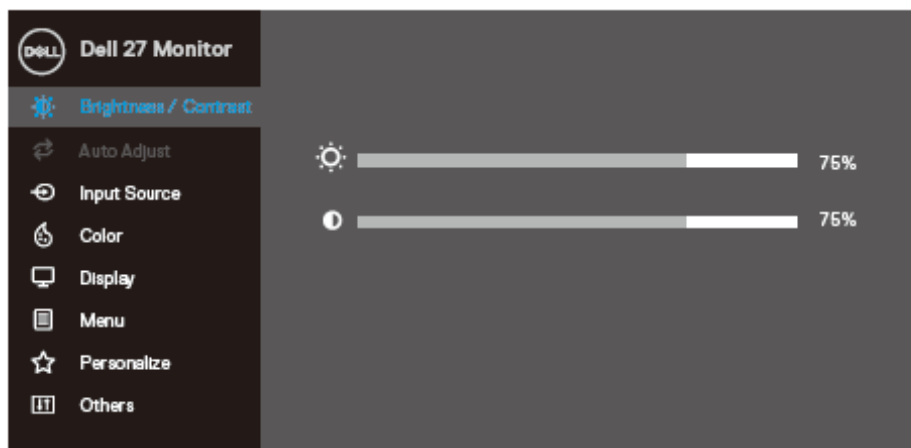 DELL Dell 27 Monitor
Brightness / Contrast
Auto Adjust
75%
Input Source
75%
Color
Display
Menu
Personalize
Others